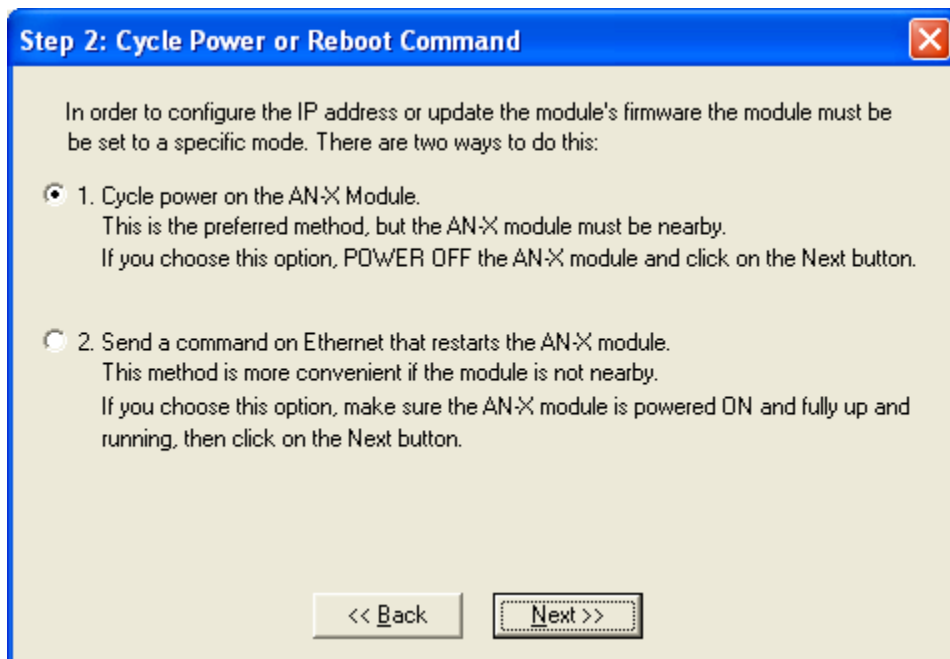 Step 2: Cycle Power or Reboot Command
In order to configure the IP address or update the module's firmware the module must be
be set to a specific mode. There are two ways to do this:
1. Cycle power on the AN-X Module.
This is the preferred method, but the AN-X module must be nearby.
If you choose this option, POWER OFF the AN-X module and click on the Next button.
2. Send a command on Ethernet that restarts the AN-X module.
This method is more convenient if the module is not nearby.
If you choose this option, make sure the AN-X module is powered ON and fully up and
running, then click on the Next button.
<< Back
Next >>